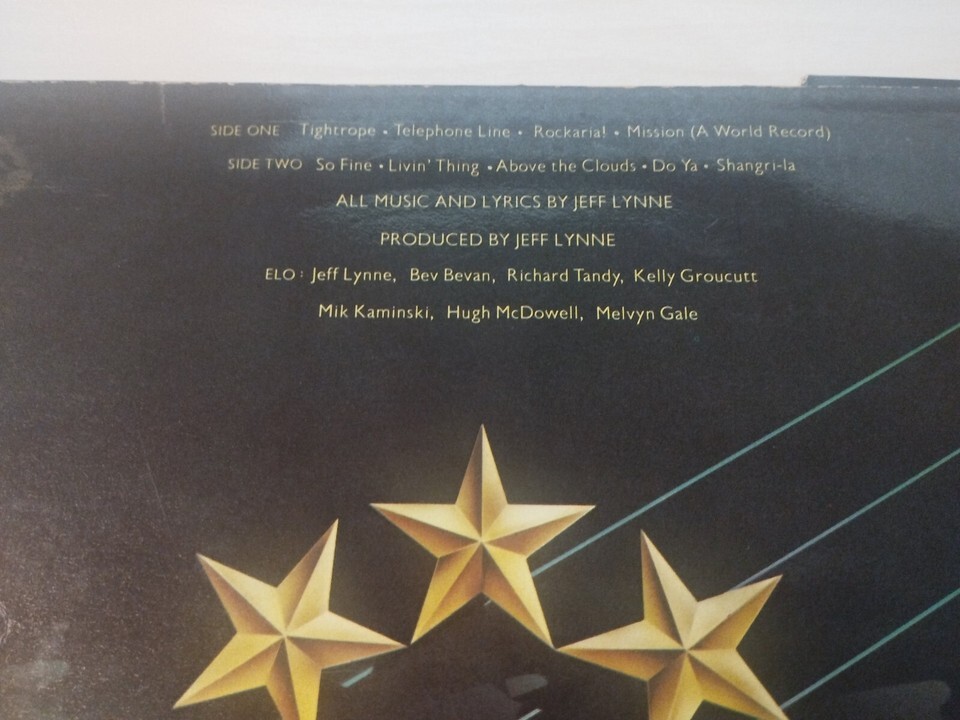 SIDE ONE Tightrope • Telephone Line • Rockaria! • Mission (A World Record)
SIDE TWO So Fine • Livin' Thing • Above the Clouds • Do Ya • Shangri-la
ALL MUSIC AND LYRICS BY JEFF LYNNE
PRODUCED BY JEFF LYNNE
ELO: Jeff Lynne, Bev Bevan, Richard Tandy, Kelly Groucutt
Mik Kaminski, Hugh McDowell, Melvyn Gale